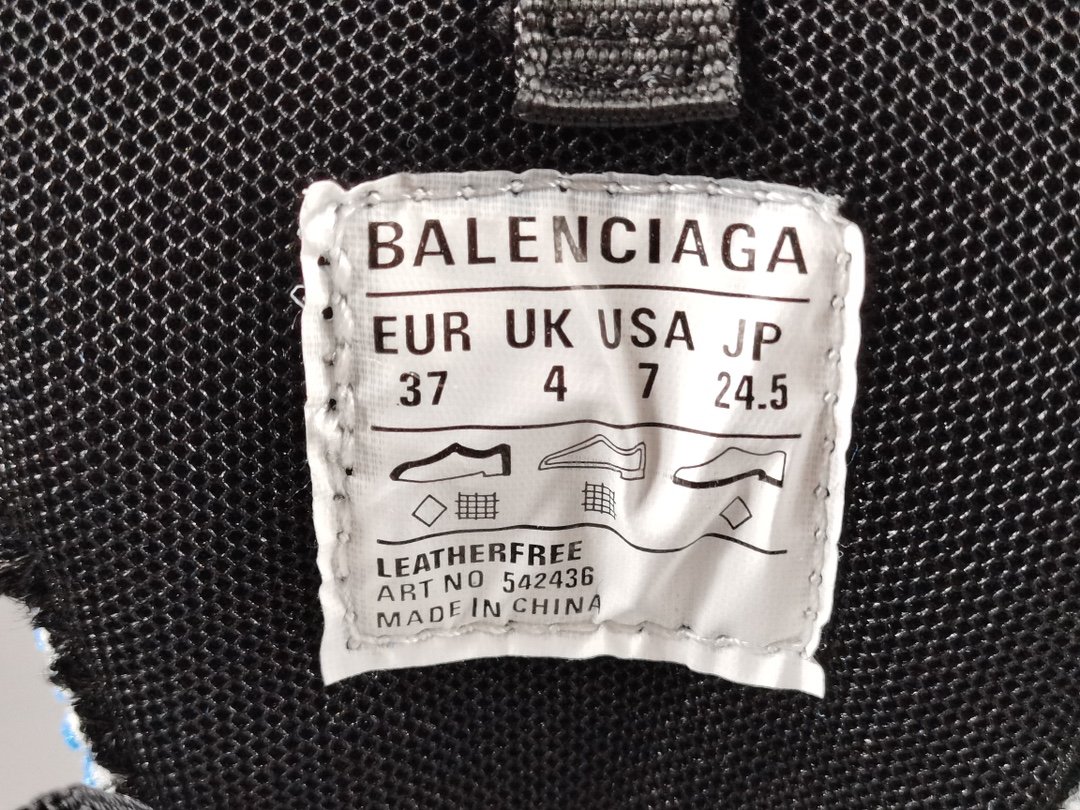 BALENCIAGA
EUR UK USA JP
37 4 7 24.5
LEATHERFREE
ART NO 542436
MADE IN CHINA